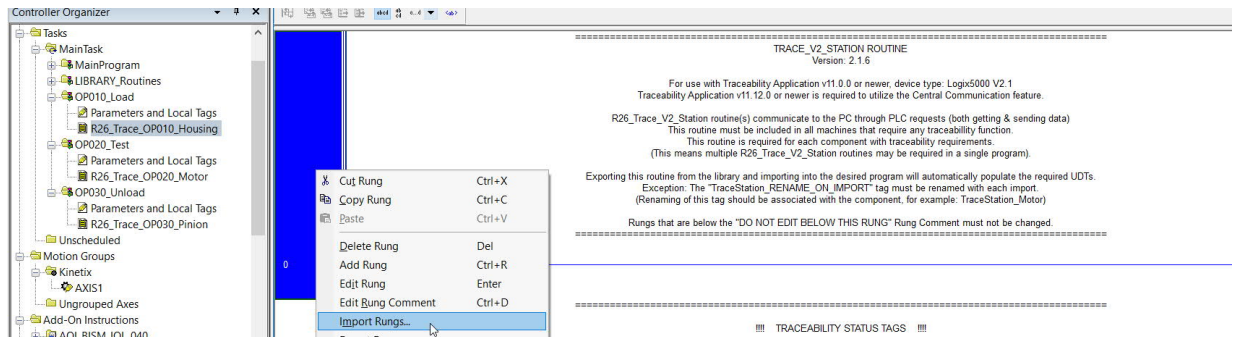 Controller Organizer
Tasks
MainTask
MainProgram
LIBRARY_Routines
OP010_Load
Parameters and Local Tags
R26_Trace_OP010_Housing
OP020_Test
Parameters and Local Tags
R26_Trace_OP020_Motor
OP030_Unload
Parameters and Local Tags
R26_Trace_OP030_Pinion
Unscheduled
Motion Groups
Kinetix
AXIS1
Ungrouped Axes
Add-On Instructions
Cut Rung Ctrl+X
Copy Rung Ctrl+C
Paste Ctrl+V
Delete Rung Del
Add Rung Ctrl+R
Edit Rung Enter
Edit Rung Comment Ctrl+D
Import Rungs...
0
TRACE_V2_STATION ROUTINE
Version: 2.1.6
For use with Traceability Application v11.0.0 or newer, device type: Logix5000 V2.1
Traceability Application v11.12.0 or newer is required to utilize the Central Communication feature.
R26_Trace_V2_Station routine(s) communicate to the PC through PLC requests (both getting & sending data)
This routine must be included in all machines that require any traceabillity function.
This routine is required for each component with traceability requirements.
(This means multiple R26_Trace_V2_Station routines may be required in a single program).
Exporting this routine from the library and importing into the desired program will automatically populate the required UDTs.
Exception: The "TraceStation_RENAME_ON_IMPORT" tag must be renamed with each import.
(Renaming of this tag should be associated with the component, for example: TraceStation_Motor)
Rungs that are below the "DO NOT EDIT BELOW THIS RUNG" Rung Comment must not be changed.
!!!! TRACEABILITY STATUS TAGS !!!!